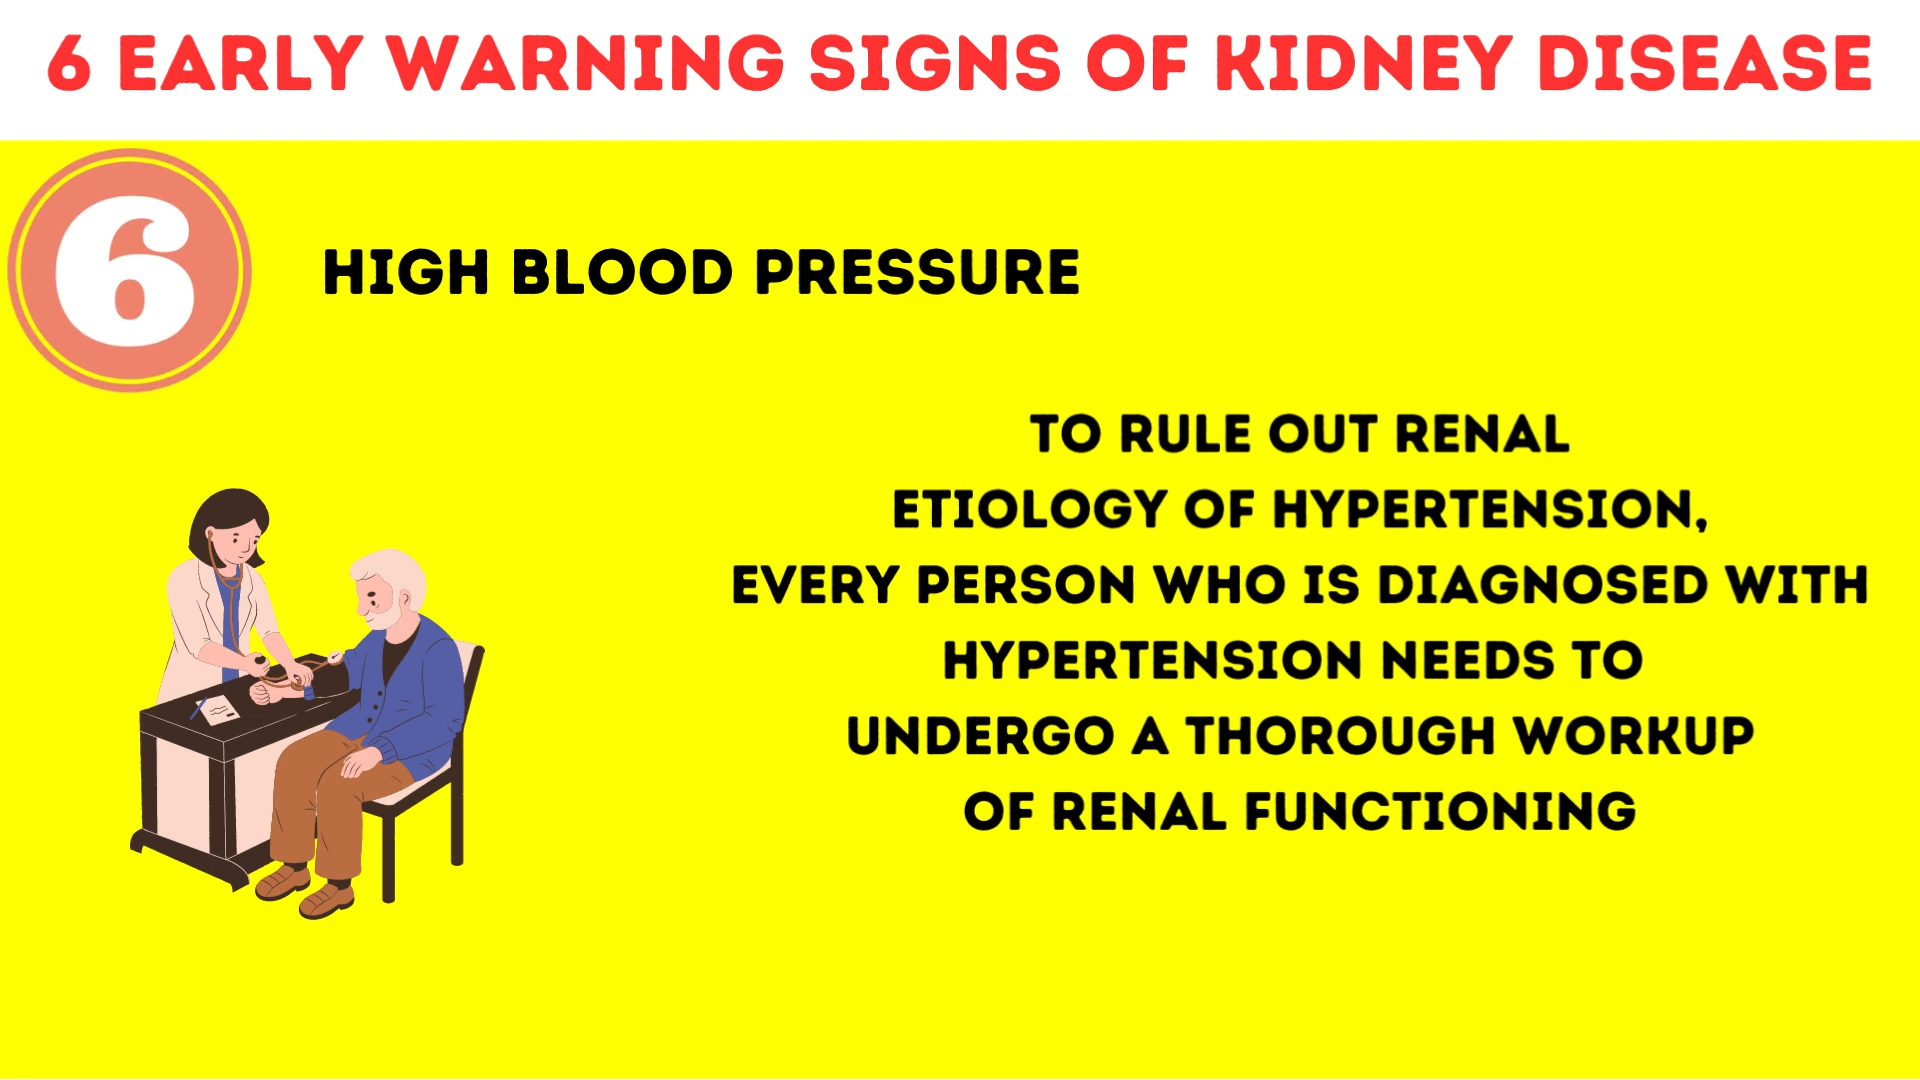 6 EARLY WARNING SIGNS OF KIDNEY DISEASE
6
HIGH BLOOD PRESSURE
TO RULE OUT RENAL
ETIOLOGY OF HYPERTENSION,
EVERY PERSON WHO IS DIAGNOSED WITH
HYPERTENSION NEEDS TO
UNDERGO A THOROUGH WORKUP
OF RENAL FUNCTIONING